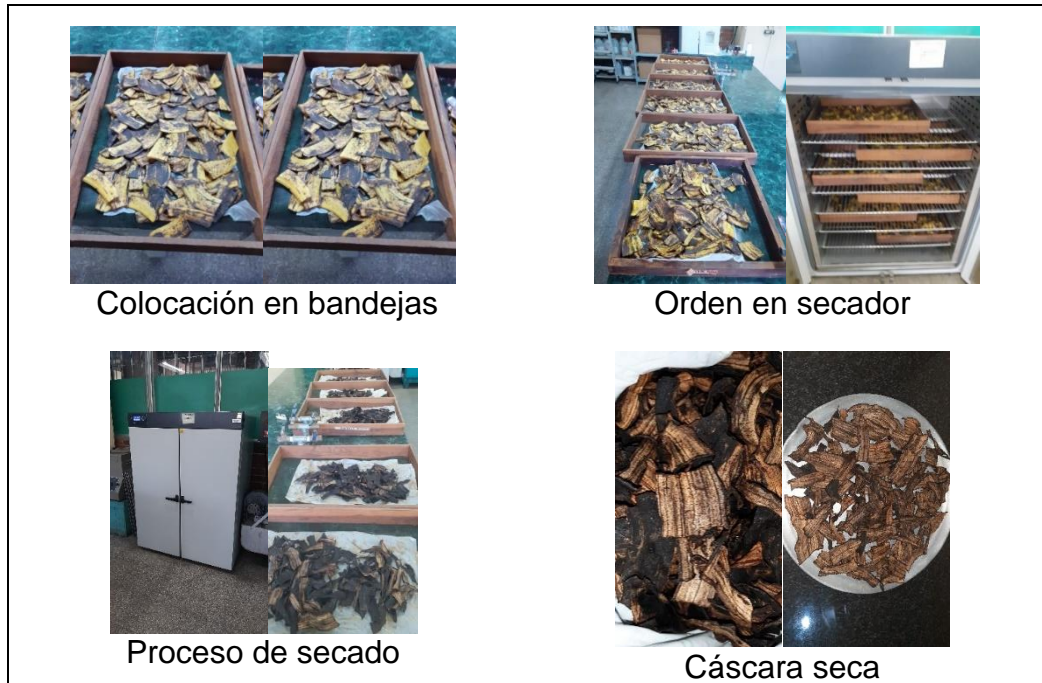 Colocación en bandejas
Orden en secador
Proceso de secado
Cáscara seca